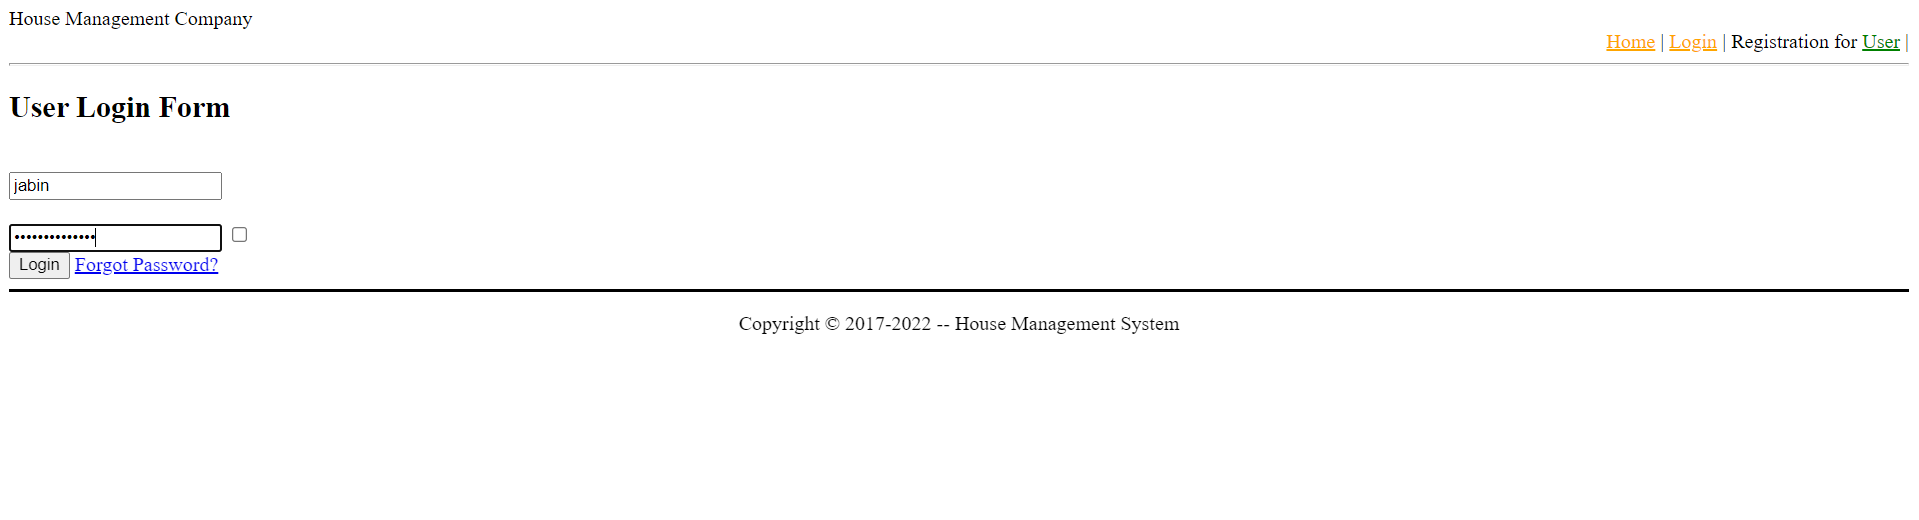 House Management Company
Home | Login | Registration for User |
User Login Form
jabin
••••••••••••••
Login Forgot Password?
Copyright © 2017-2022 -- House Management System